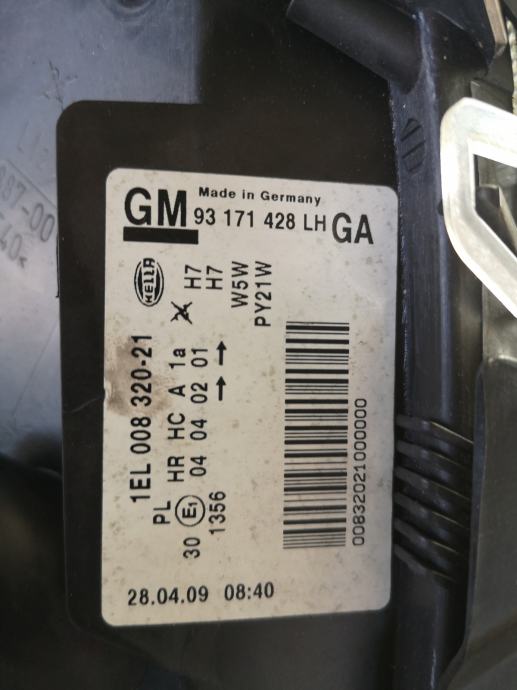 Made in Germany
GM 93 171 428 LH GA
HELLA
H7
H7
W5W
PY21W
1EL 008 320-21
PL HR HC A 1a
30 E1 04 04 02 01 →
1356 →
00832021000000
28.04.09 08:40